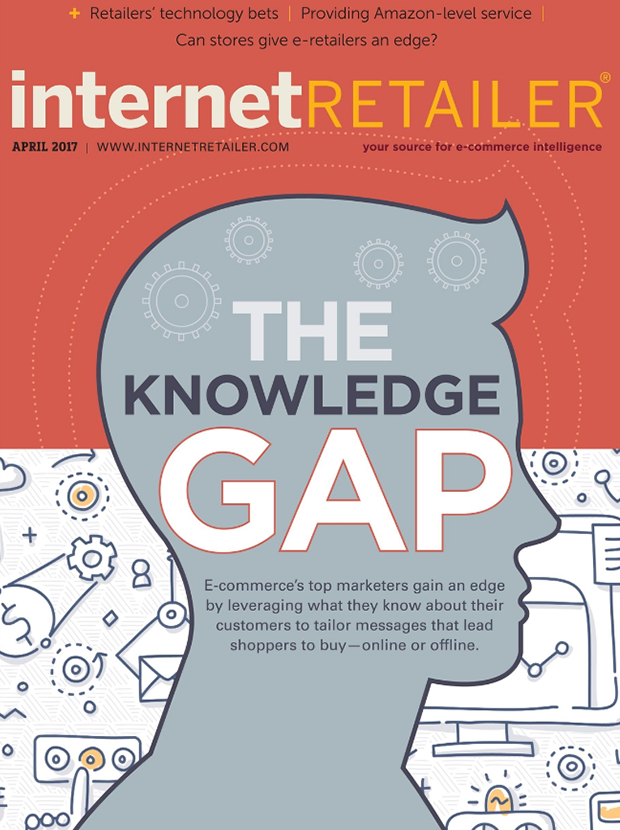 + Retailers' technology bets | Providing Amazon-level service |
Can stores give e-retailers an edge?
internetRETAILER®
APRIL 2017 | WWW.INTERNETRETAILER.COM
your source for e-commerce intelligence
THE
KNOWLEDGE
GAP
E-commerce's top marketers gain an edge
by leveraging what they know about their
customers to tailor messages that lead
shoppers to buy—online or offline.
$